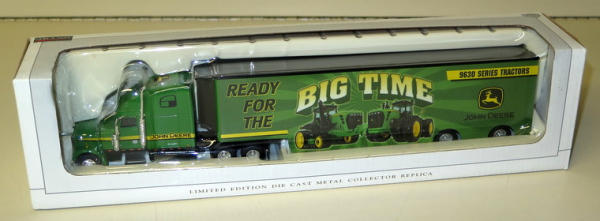 READY
FOR
THE
BIG TIME
9630 SERIES TRACTORS
JOHN DEERE
JOHN DEERE
LIMITED EDITION DIE CAST METAL COLLECTOR REPLICA